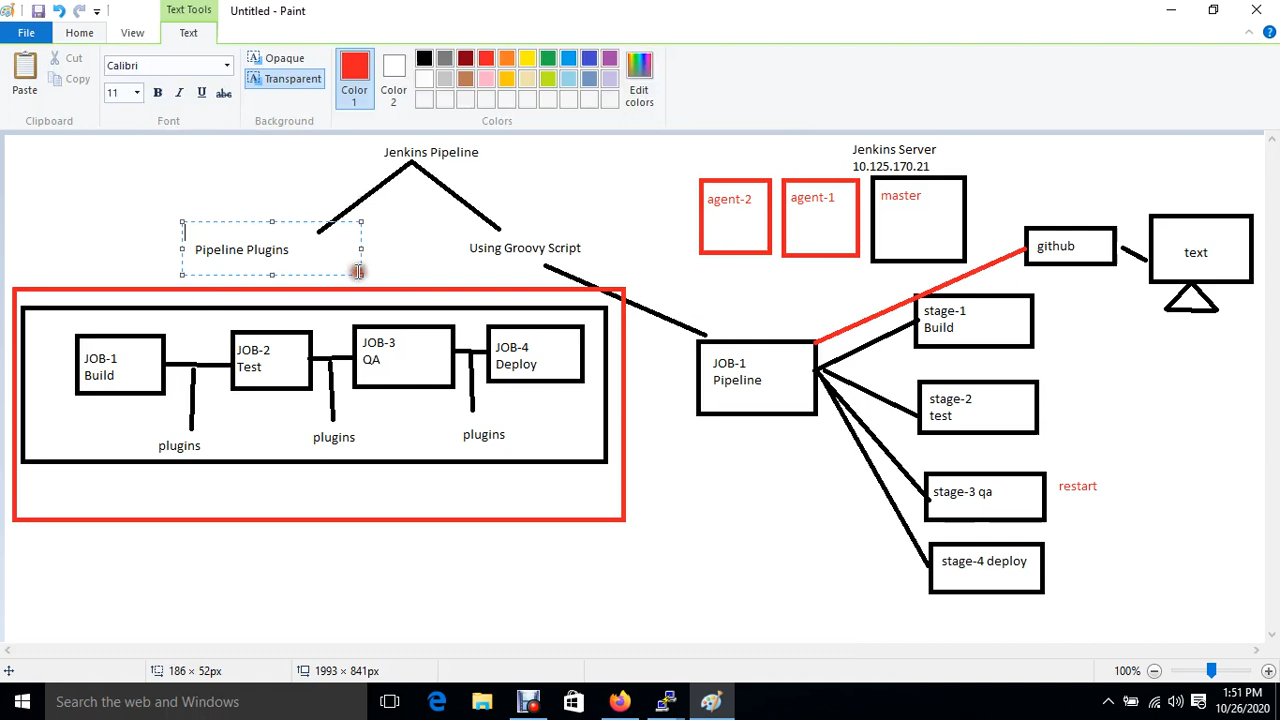 Text Tools
Untitled - Paint
File
Home
View
Text
Paste
Cut
Copy
Clipboard
Calibri
11
B
I
U
abc
Font
Opaque
Transparent
Background
Color
1
Color
2
Edit
colors
Colors
Jenkins Pipeline
Pipeline Plugins
Using Groovy Script
Jenkins Server
10.125.170.21
agent-2
agent-1
master
github
text
JOB-1
Build
JOB-2
Test
JOB-3
QA
JOB-4
Deploy
plugins
plugins
plugins
JOB-1
Pipeline
stage-1
Build
stage-2
test
stage-3 qa
restart
stage-4 deploy
186 × 52px
1993 × 841px
100%
Search the web and Windows
1:51 PM
10/26/2020